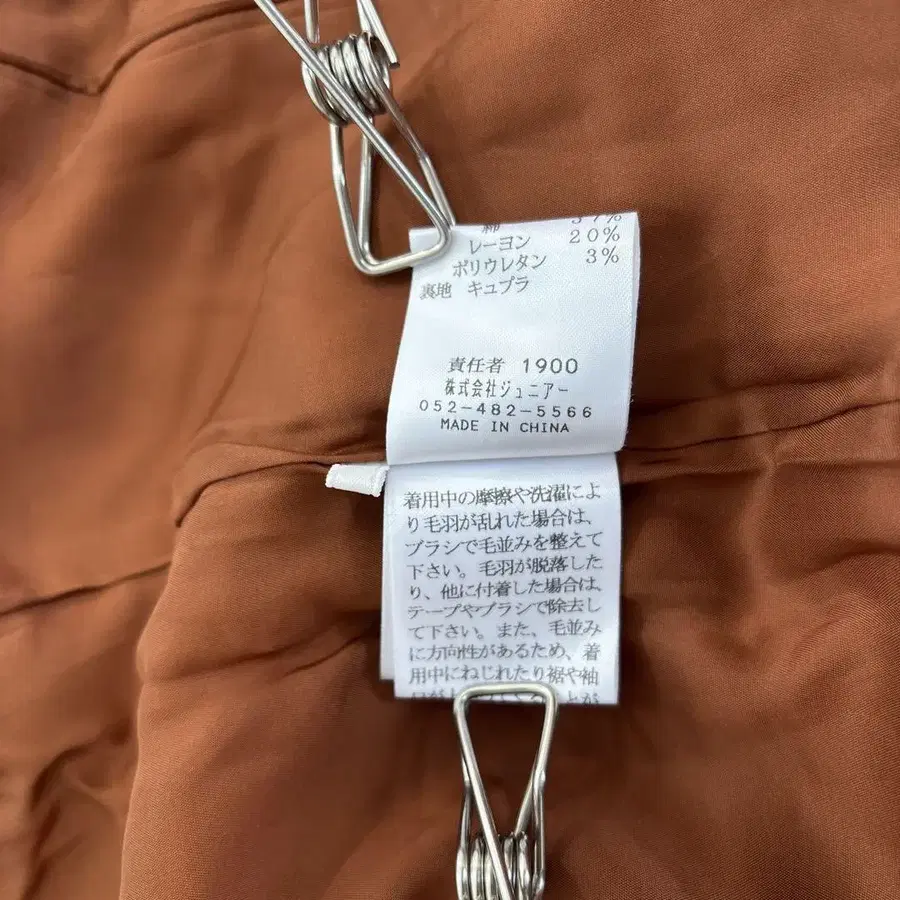 綿 37%
レーヨン 20%
ポリウレタン 3%
裏地 キュプラ
責任者 1900
株式会社ジュニアー
052-482-5566
MADE IN CHINA
着用中の摩擦や洗濯によ
り毛羽が乱れた場合は、
ブラシで毛並みを整えて
下さい。毛羽が脱落した
り、他に付着した場合は、
テープやブラシで除去し
て下さい。また、毛並み
に方向性があるため、着
用中にねじれたり裾や袖